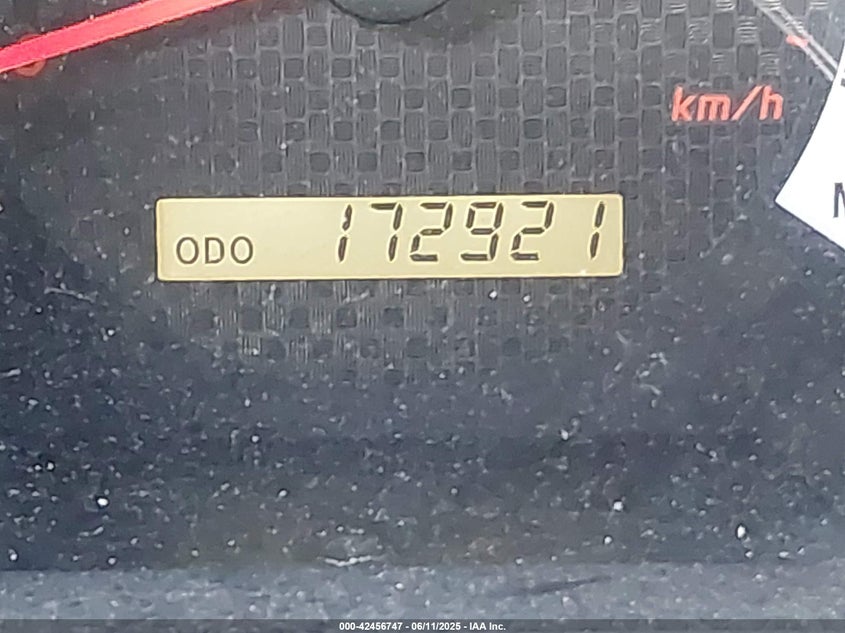 km/h
ODO 172921
000-42456747 - 06/11/2025 - IAA Inc.